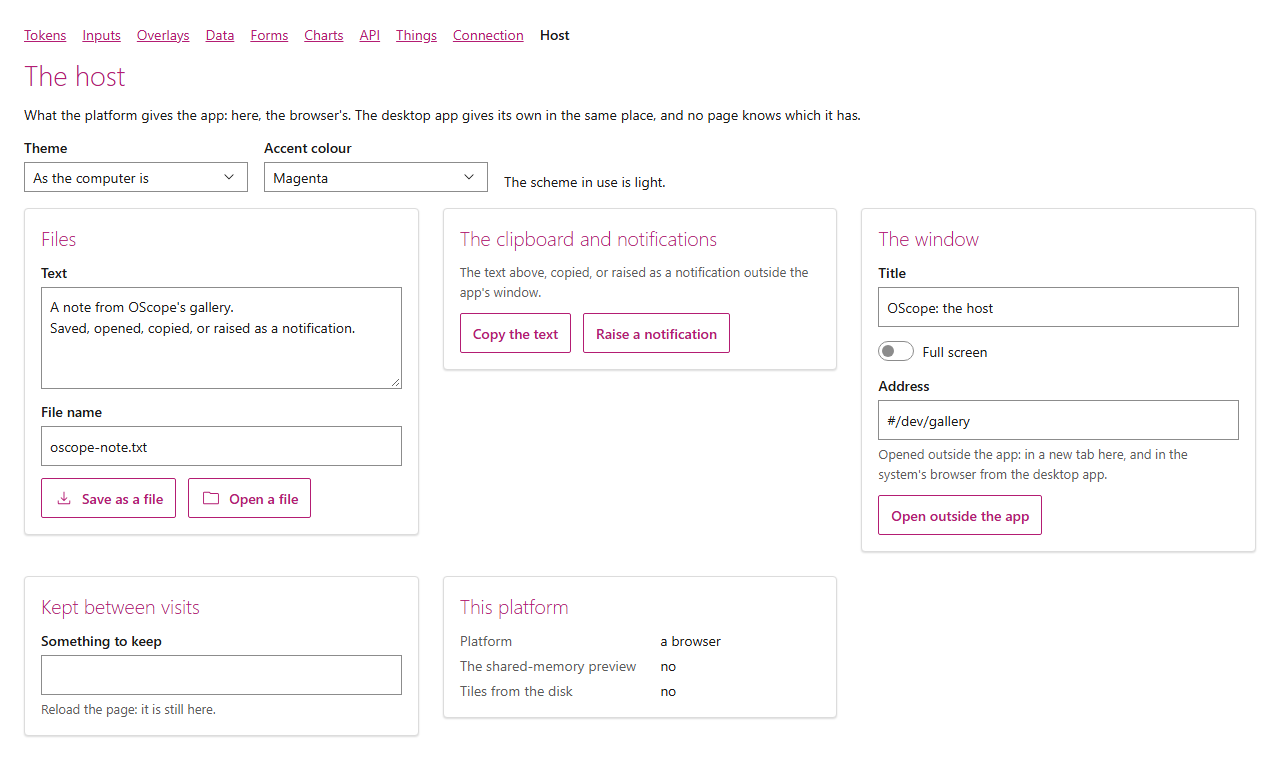 Tokens Inputs Overlays Data Forms Charts API Things Connection Host
The host
What the platform gives the app: here, the browser's. The desktop app gives its own in the same place, and no page knows which it has.
Theme
As the computer is
Accent colour
Magenta
The scheme in use is light.
Files
Text
A note from OScope's gallery.
Saved, opened, copied, or raised as a notification.
File name
oscope-note.txt
Save as a file
Open a file
The clipboard and notifications
The text above, copied, or raised as a notification outside the
app's window.
Copy the text
Raise a notification
The window
Title
OScope: the host
Full screen
Address
#/dev/gallery
Opened outside the app: in a new tab here, and in the
system's browser from the desktop app.
Open outside the app
Kept between visits
Something to keep
Reload the page: it is still here.
This platform
Platform a browser
The shared-memory preview no
Tiles from the disk no